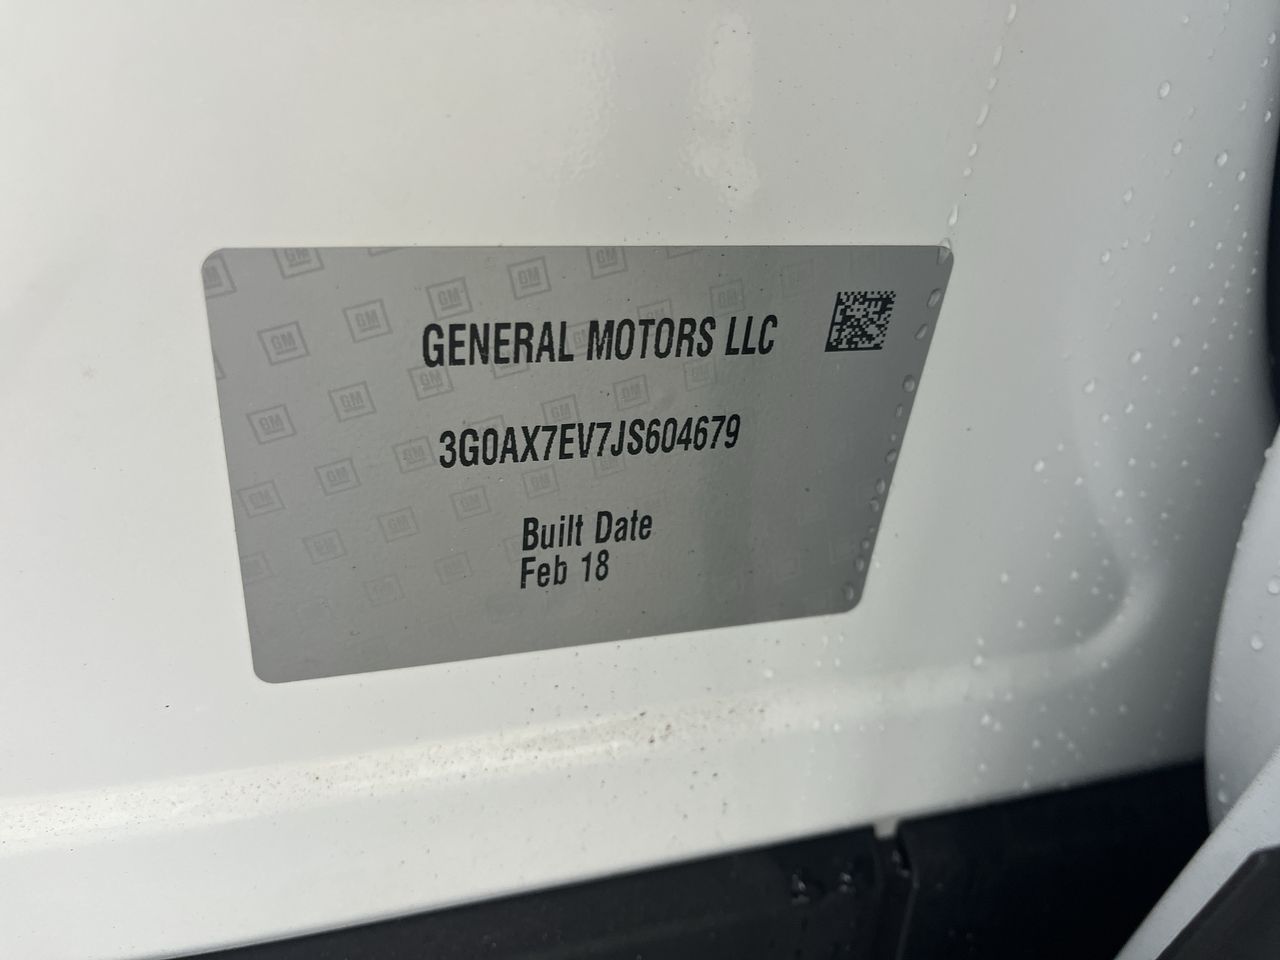 GENERAL MOTORS LLC
3G0AX7EV7JS604679
Built Date
Feb 18